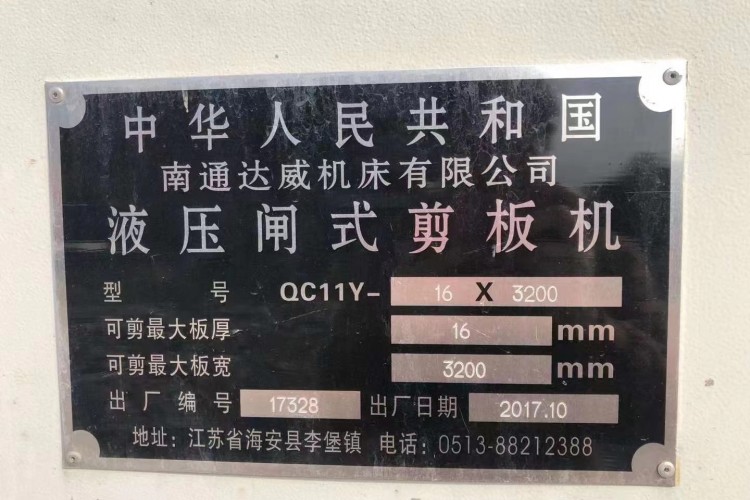 中华人民共和国
南通达威机床有限公司
液压闸式剪板机
型号 QC11Y- 16 X 3200
可剪最大板厚 16 mm
可剪最大板宽 3200 mm
出厂编号 17328 出厂日期 2017.10
地址：江苏省海安县李堡镇 电话：0513-88212388